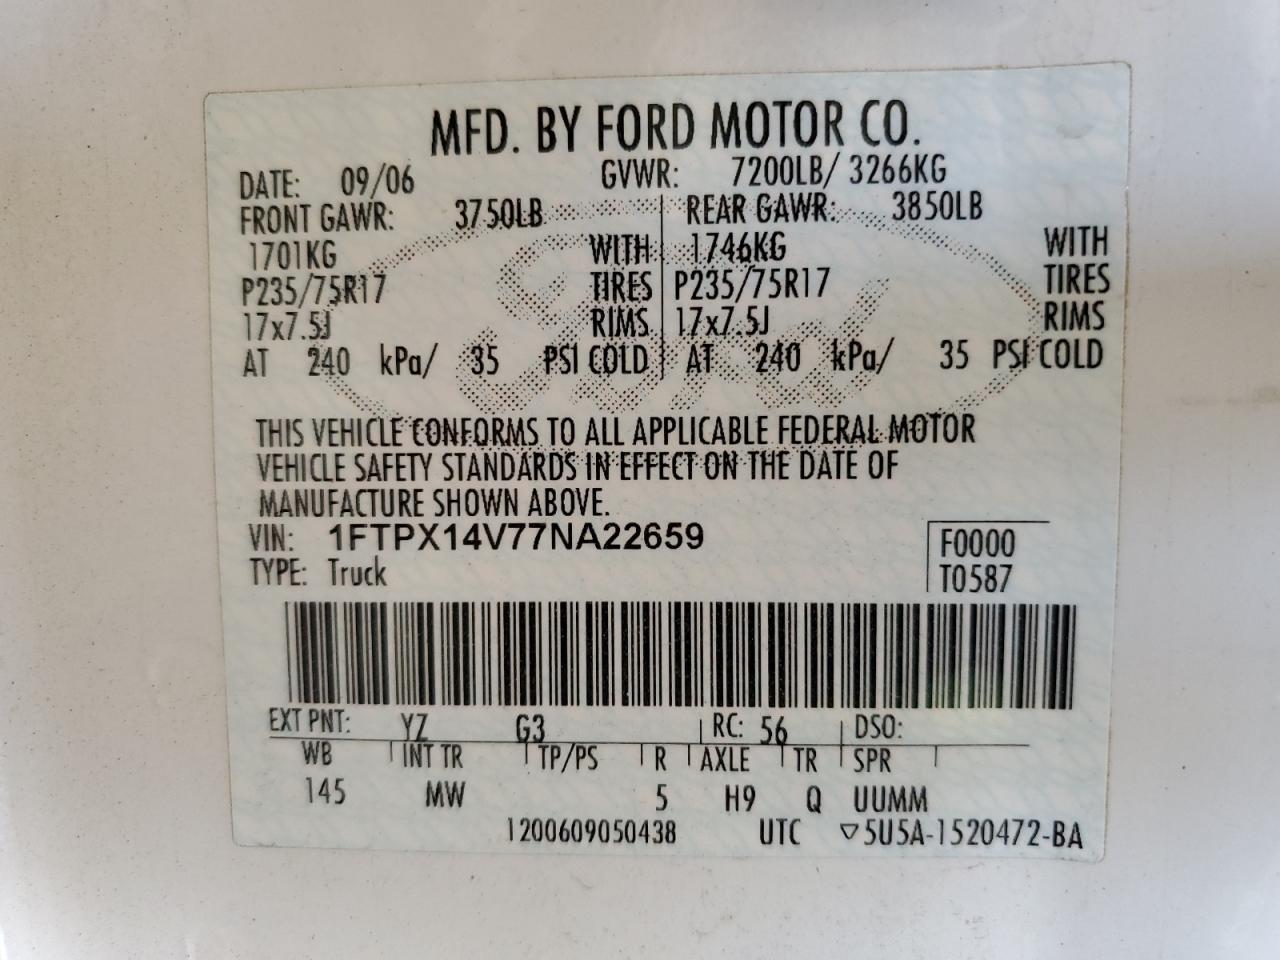 MFD. BY FORD MOTOR CO.
DATE: 09/06 GVWR: 7200LB/ 3266KG
FRONT GAWR: 3750LB REAR GAWR: 3850LB
1701KG WITH 1746KG WITH
P235/75R17 TIRES P235/75R17 TIRES
17x7.5J RIMS 17x7.5J RIMS
AT 240 kPa/ 35 PSI COLD AT 240 kPa/ 35 PSI COLD
THIS VEHICLE CONFORMS TO ALL APPLICABLE FEDERAL MOTOR
VEHICLE SAFETY STANDARDS IN EFFECT ON THE DATE OF
MANUFACTURE SHOWN ABOVE.
VIN: 1FTPX14V77NA22659 F0000
TYPE: Truck T0587
EXT PNT: YZ G3 RC: 56 DSO:
WB INT TR TP/PS R AXLE TR SPR
145 MW 5 H9 Q UUMM
1200609050438 UTC ▽5U5A-1520472-BA